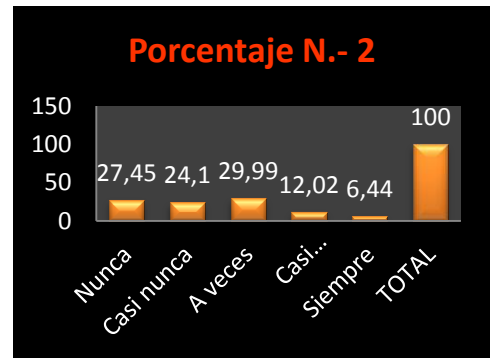 Porcentaje N.- 2
150
100
50
0
27,45
24,1
29,99
12,02
6,44
100
Nunca
Casi nunca
A veces
Casi...
Siempre
TOTAL